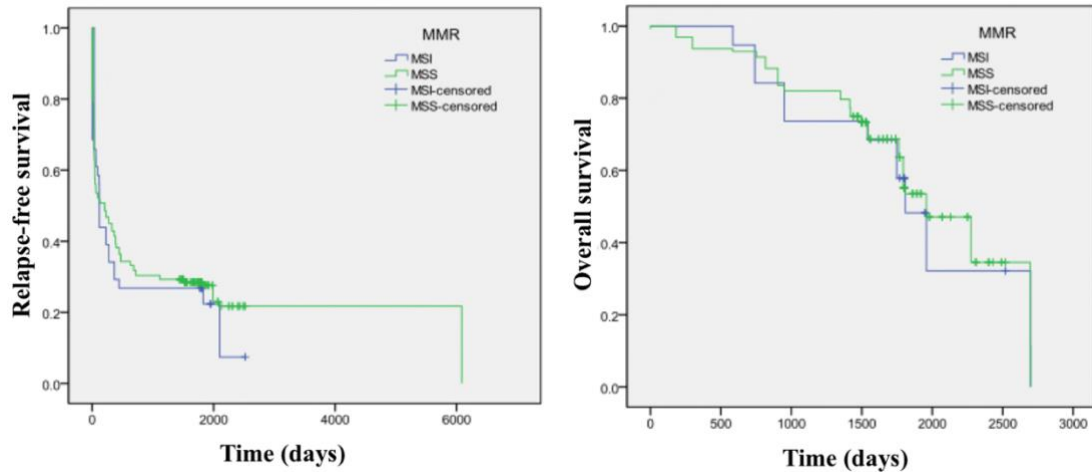 Relapse-free survival
1.0
0.8
0.6
0.4
0.2
0.0
MMR
MSI
MSS
MSI-censored
MSS-censored
0 2000 4000 6000
Time (days)
Overall survival
1.0
0.8
0.6
0.4
0.2
0.0
MMR
MSI
MSS
MSI-censored
MSS-censored
0 500 1000 1500 2000 2500 3000
Time (days)